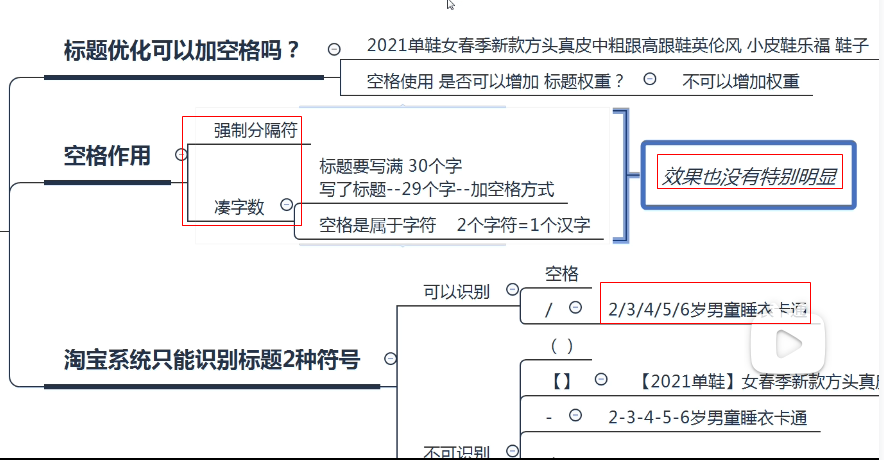 标题优化可以加空格吗？
2021单鞋女春季新款方头真皮中粗跟高跟鞋英伦风 小皮鞋乐福 鞋子
空格使用 是否可以增加 标题权重？
不可以增加权重
空格作用
强制分隔符
凑字数
标题要写满 30个字
写了标题--29个字--加空格方式
空格是属于字符 2个字符=1个汉字
效果也没有特别明显
淘宝系统只能识别标题2种符号
可以识别
空格
/
2/3/4/5/6岁男童睡衣卡通
不可识别
（ ）
【】
【2021单鞋】女春季新款方头真
-
2-3-4-5-6岁男童睡衣卡通